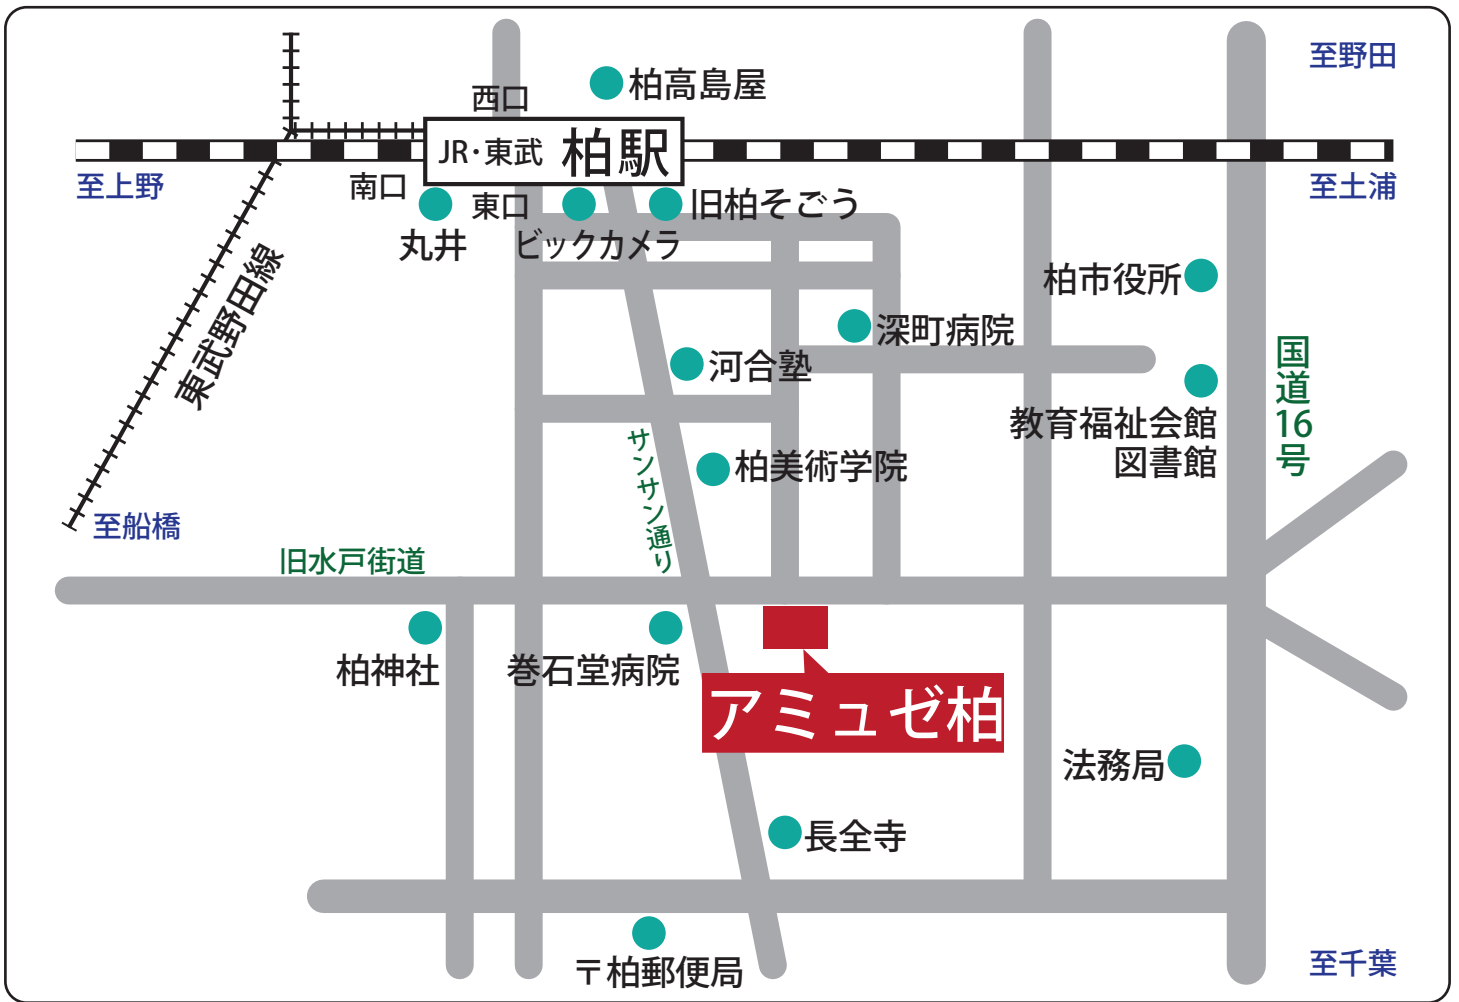 至野田
柏高島屋
西口
JR・東武 柏駅
至上野
南口
東口
旧柏そごう
至土浦
丸井
ビックカメラ
東武野田線
柏市役所
深町病院
国道16号
河合塾
教育福祉会館
図書館
サンサン通り
柏美術学院
至船橋
旧水戸街道
柏神社
巻石堂病院
アミュゼ柏
法務局
長全寺
〒柏郵便局
至千葉